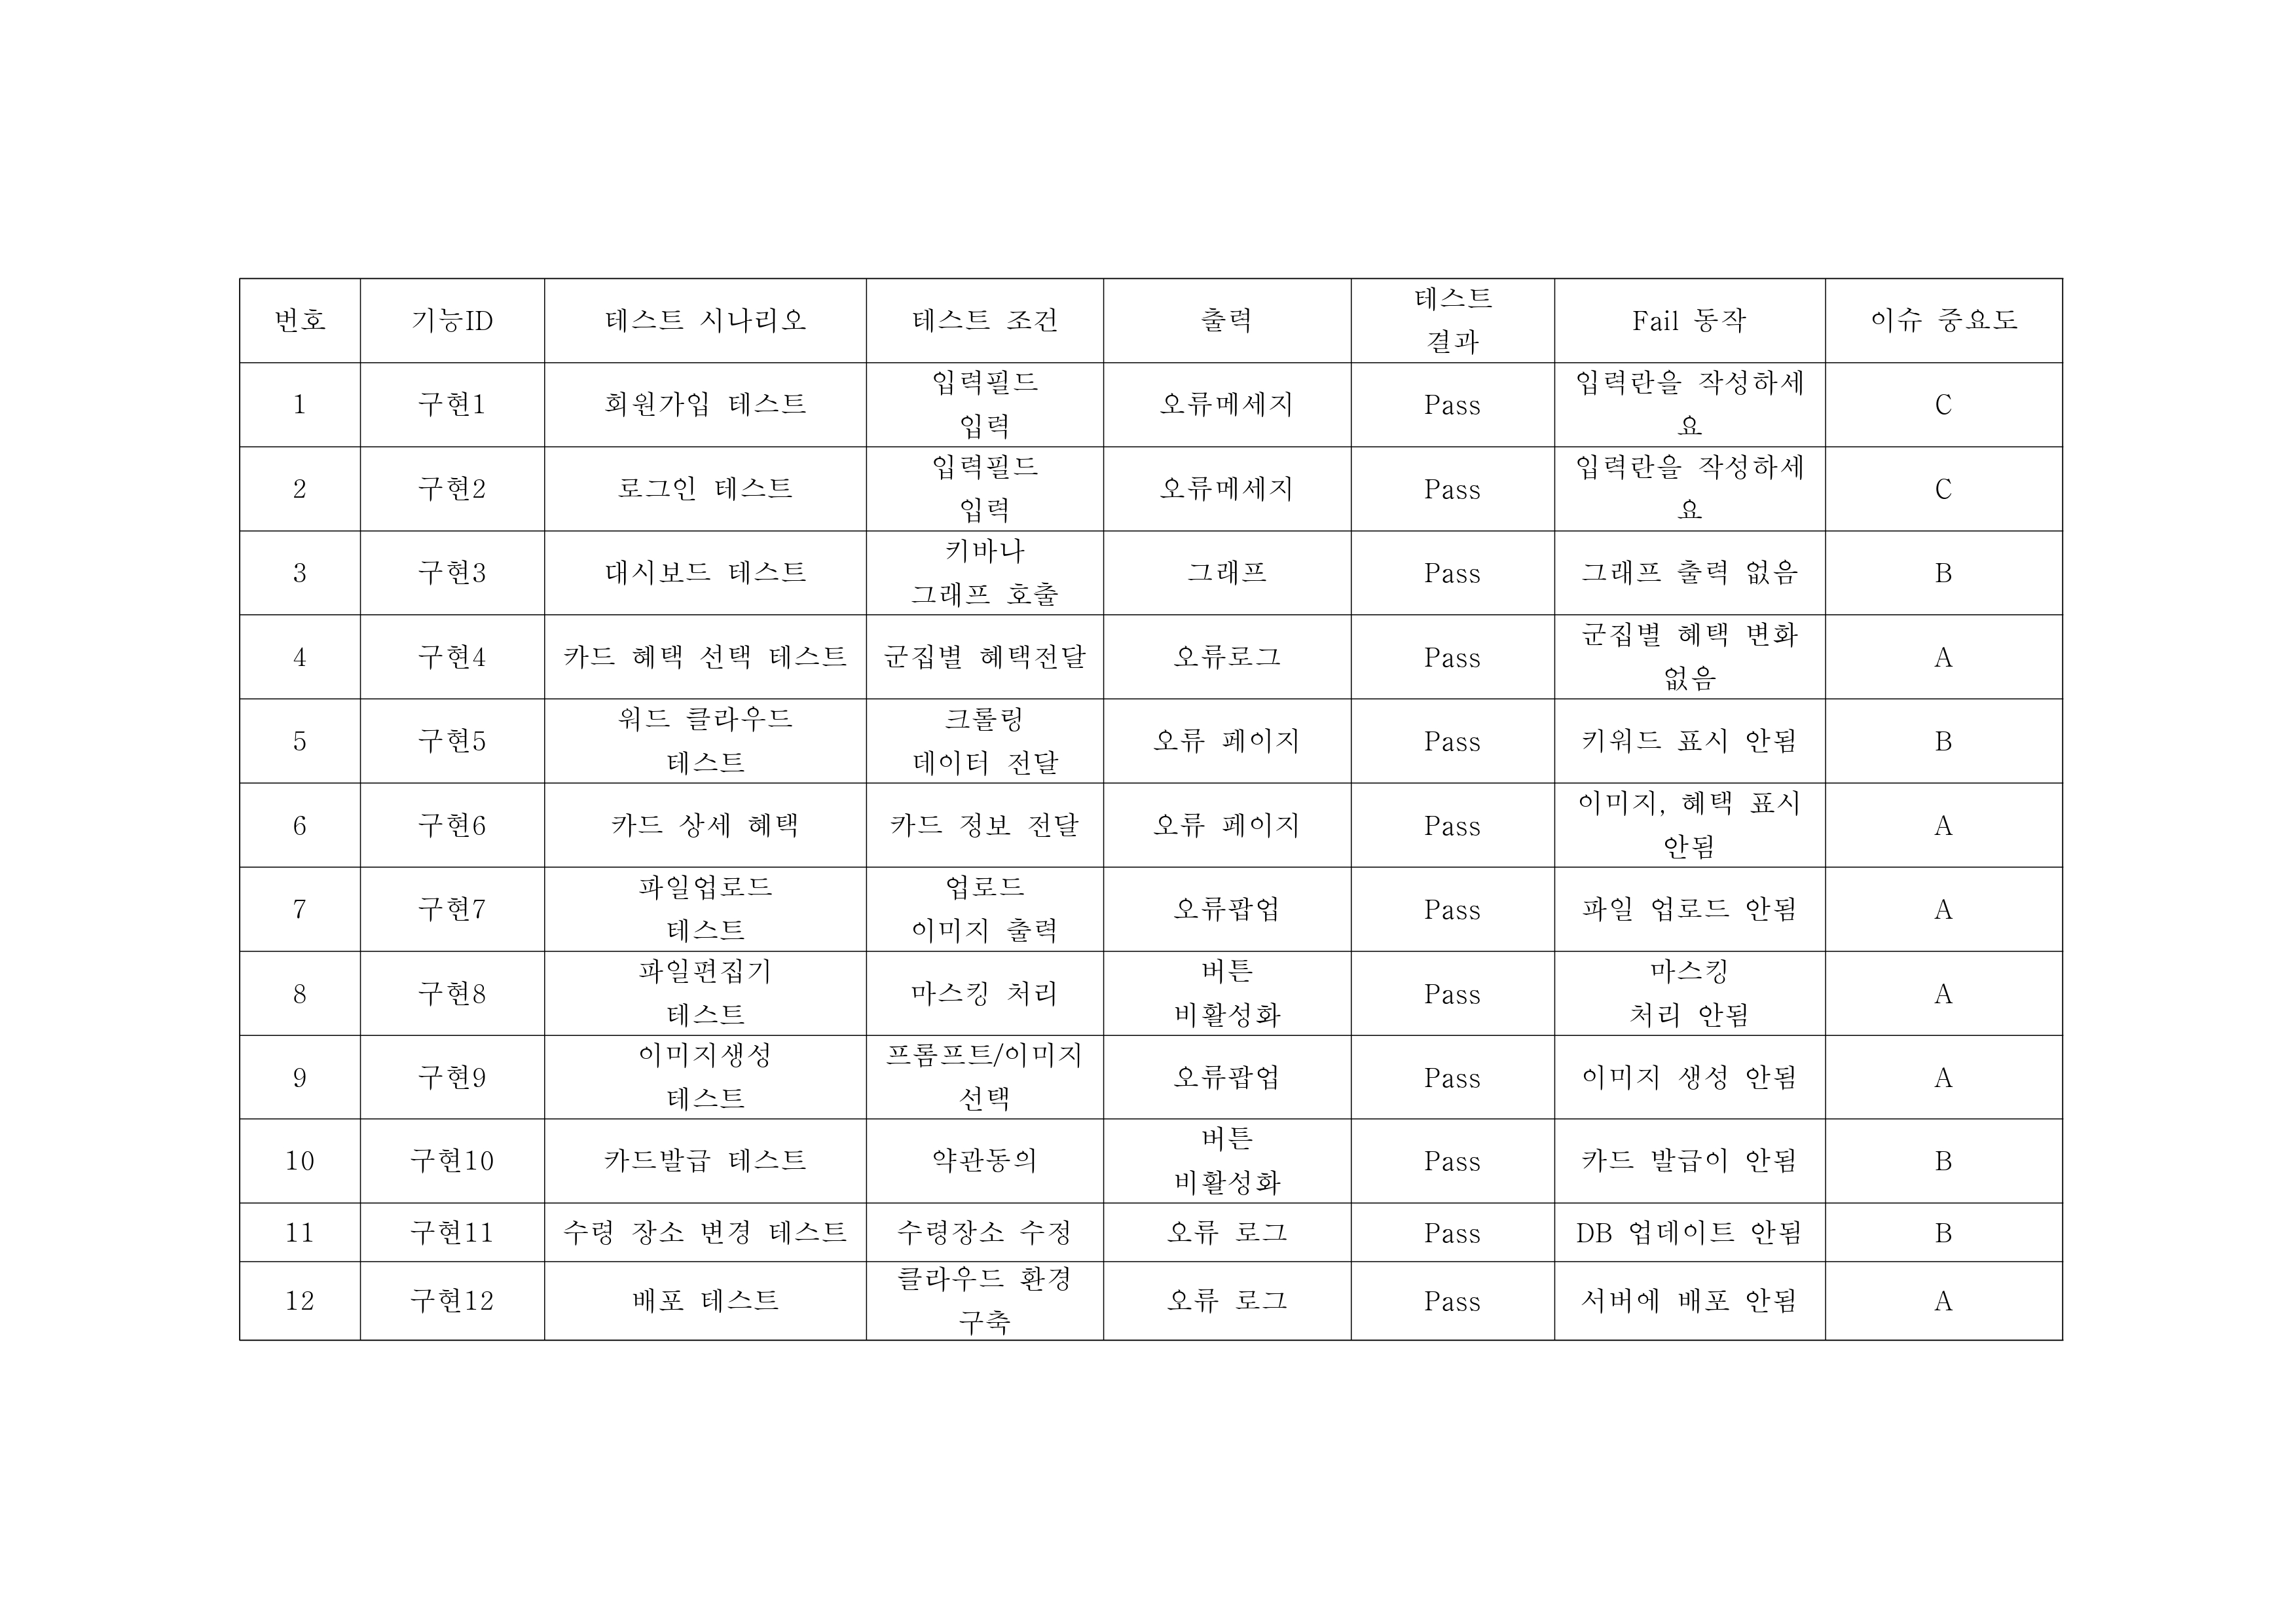 번호 기능ID 테스트 시나리오 테스트 조건 출력 테스트 결과 Fail 동작 이슈 중요도
1 구현1 회원가입 테스트 입력필드 입력 오류메세지 Pass 입력란을 작성하세요 C
2 구현2 로그인 테스트 입력필드 입력 오류메세지 Pass 입력란을 작성하세요 C
3 구현3 대시보드 테스트 키바나 그래프 호출 그래프 Pass 그래프 출력 없음 B
4 구현4 카드 혜택 선택 테스트 군집별 혜택전달 오류로그 Pass 군집별 혜택 변화 없음 A
5 구현5 워드 클라우드 테스트 크롤링 데이터 전달 오류 페이지 Pass 키워드 표시 안됨 B
6 구현6 카드 상세 혜택 카드 정보 전달 오류 페이지 Pass 이미지, 혜택 표시 안됨 A
7 구현7 파일업로드 테스트 업로드 이미지 출력 오류팝업 Pass 파일 업로드 안됨 A
8 구현8 파일편집기 테스트 마스킹 처리 버튼 비활성화 Pass 마스킹 처리 안됨 A
9 구현9 이미지생성 테스트 프롬프트/이미지 선택 오류팝업 Pass 이미지 생성 안됨 A
10 구현10 카드발급 테스트 약관동의 버튼 비활성화 Pass 카드 발급이 안됨 B
11 구현11 수령 장소 변경 테스트 수령장소 수정 오류 로그 Pass DB 업데이트 안됨 B
12 구현12 배포 테스트 클라우드 환경 구축 오류 로그 Pass 서버에 배포 안됨 A